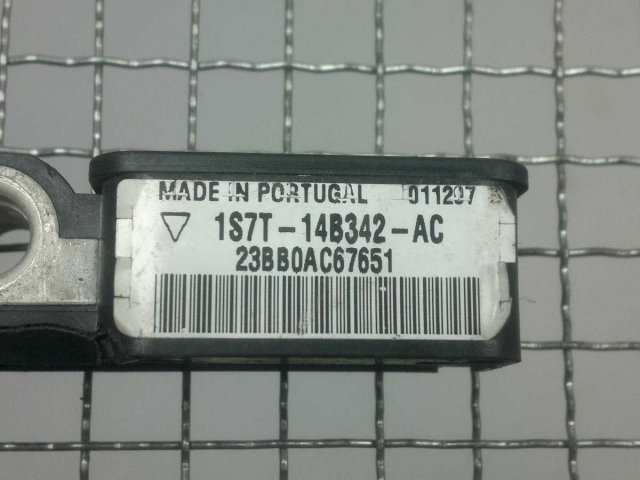 MADE IN PORTUGAL 011207
1S7T-14B342-AC
23BB0AC67651